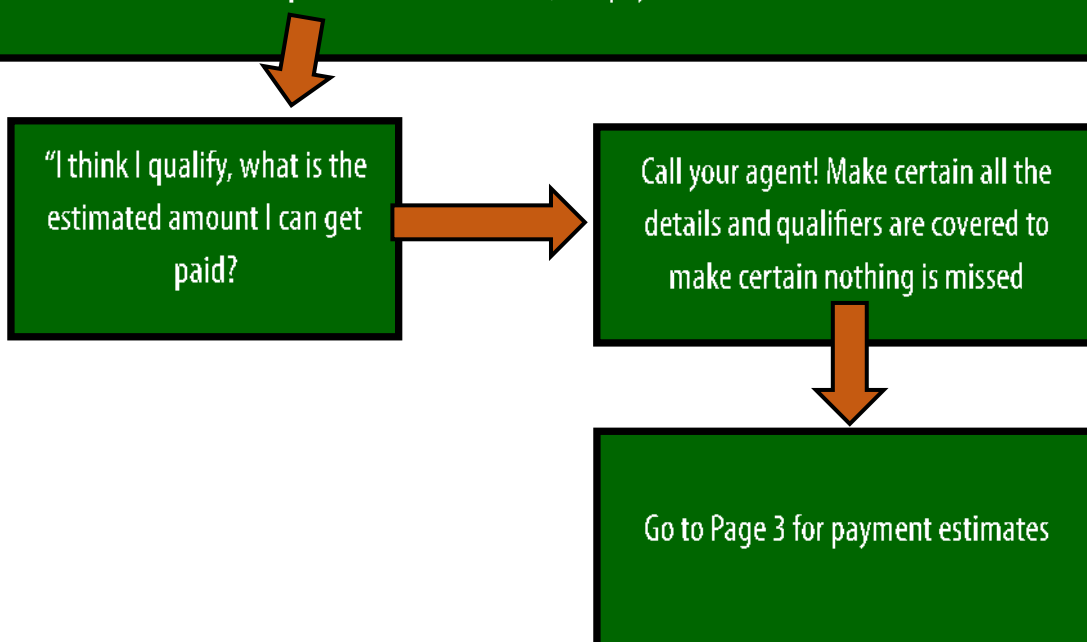 “I think I qualify, what is the
estimated amount I can get
paid?
Call your agent! Make certain all the
details and qualifiers are covered to
make certain nothing is missed
Go to Page 3 for payment estimates